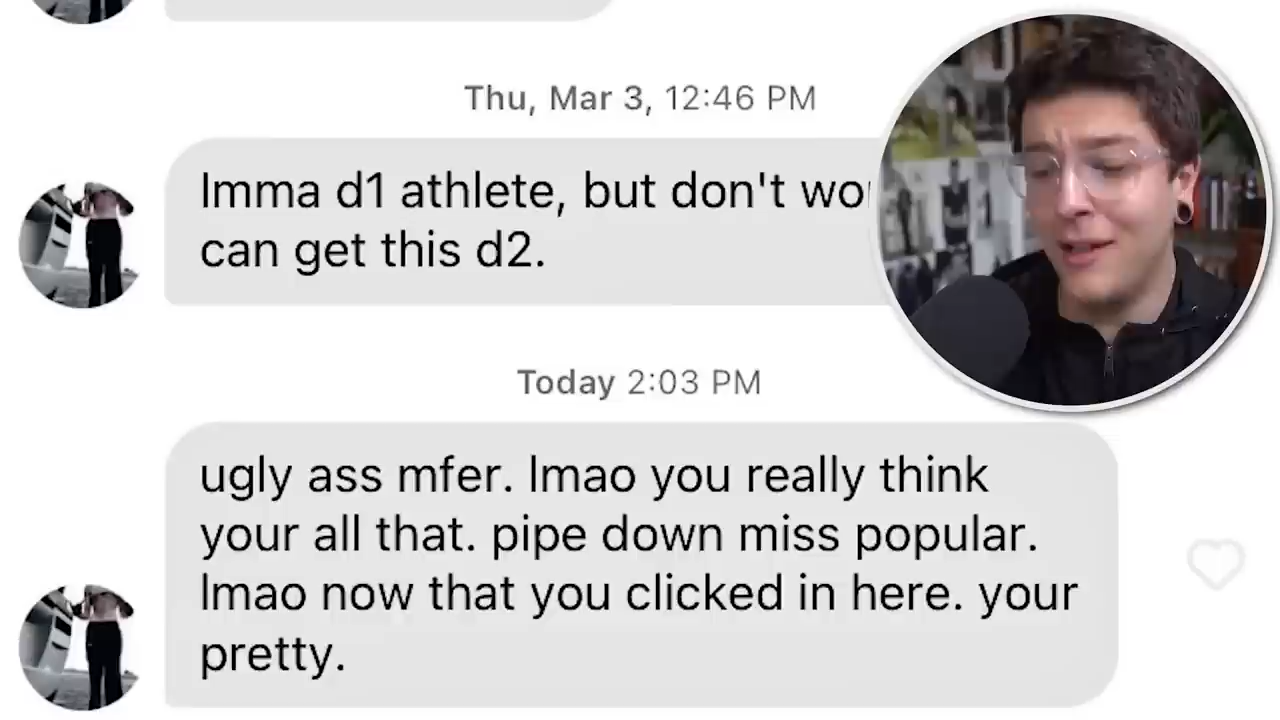 Thu, Mar 3, 12:46 PM
Imma d1 athlete, but don't
can get this d2.
Today 2:03 PM
ugly ass mfer. lmao you really think
your all that. pipe down miss popular.
lmao now that you clicked in here. your
pretty.